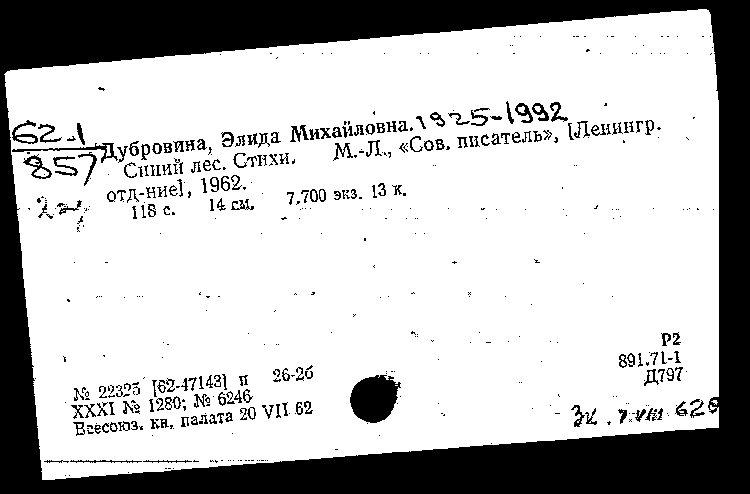 62-1
857
Дубровина, Элида Михайловна. 1925-1992
Синий лес. Стихи. М.-Л., «Сов. писатель», [Ленингр.
отд-ние], 1962.
118 с. 14 см. 7.700 экз. 13 к.
Р2
891.71-1
Д797
№ 22325 [62-47143] п 26-2б
XXXI № 1280; № 6246
Всесоюз. кн. палата 20 VII 62